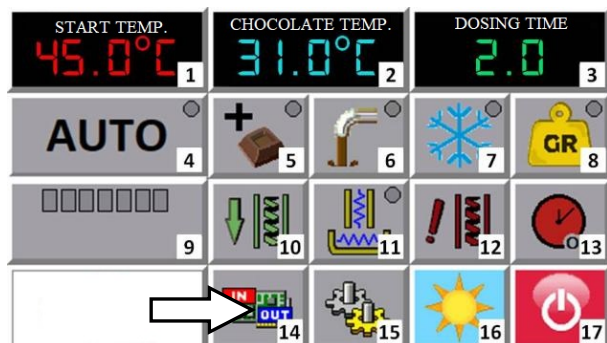 START TEMP.
45.0°C
1
CHOCOLATE TEMP.
31.0°C
2
DOSING TIME
2.0
3
AUTO
4
+
5
6
7
GR
8
9
10
11
!
12
13
IN
OUT
14
15
16
17